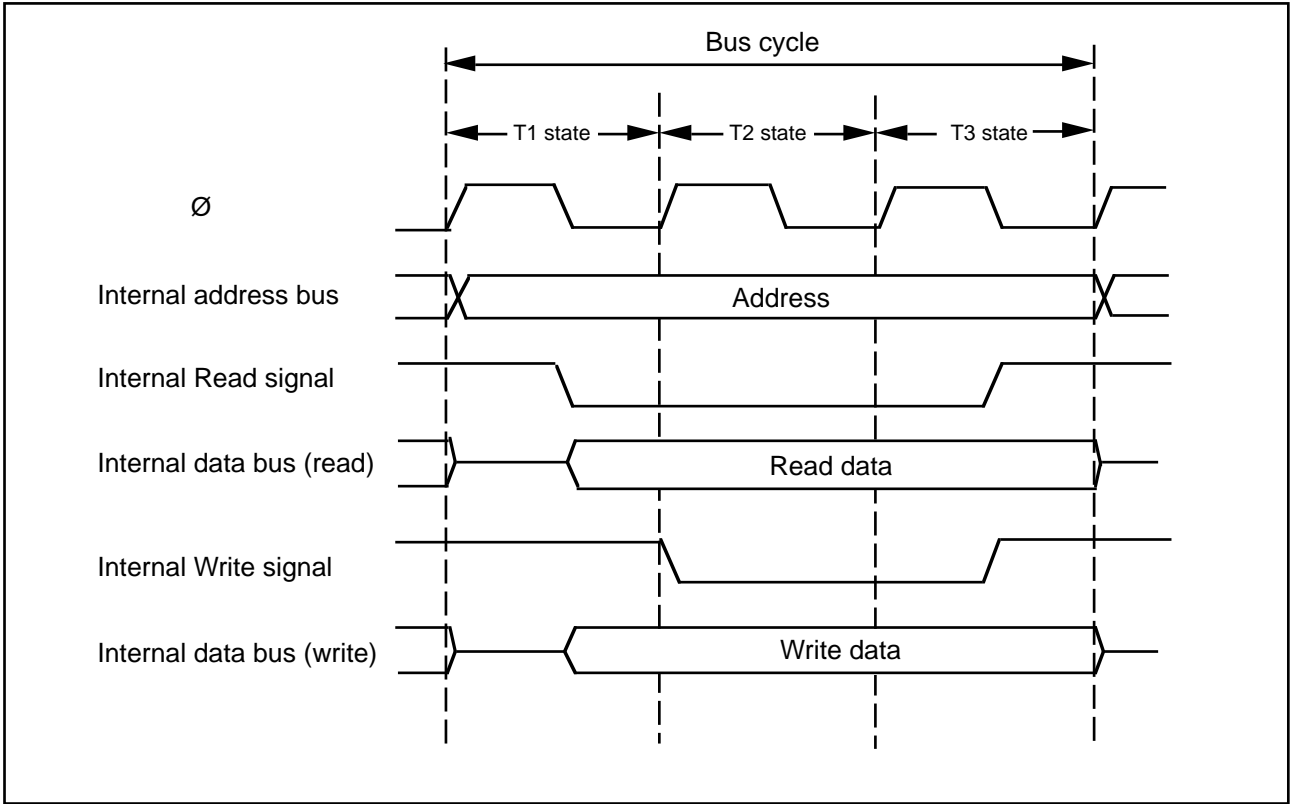 Bus cycle
T1 state
T2 state
T3 state
Ø
Internal address bus
Address
Internal Read signal
Internal data bus (read)
Read data
Internal Write signal
Internal data bus (write)
Write data